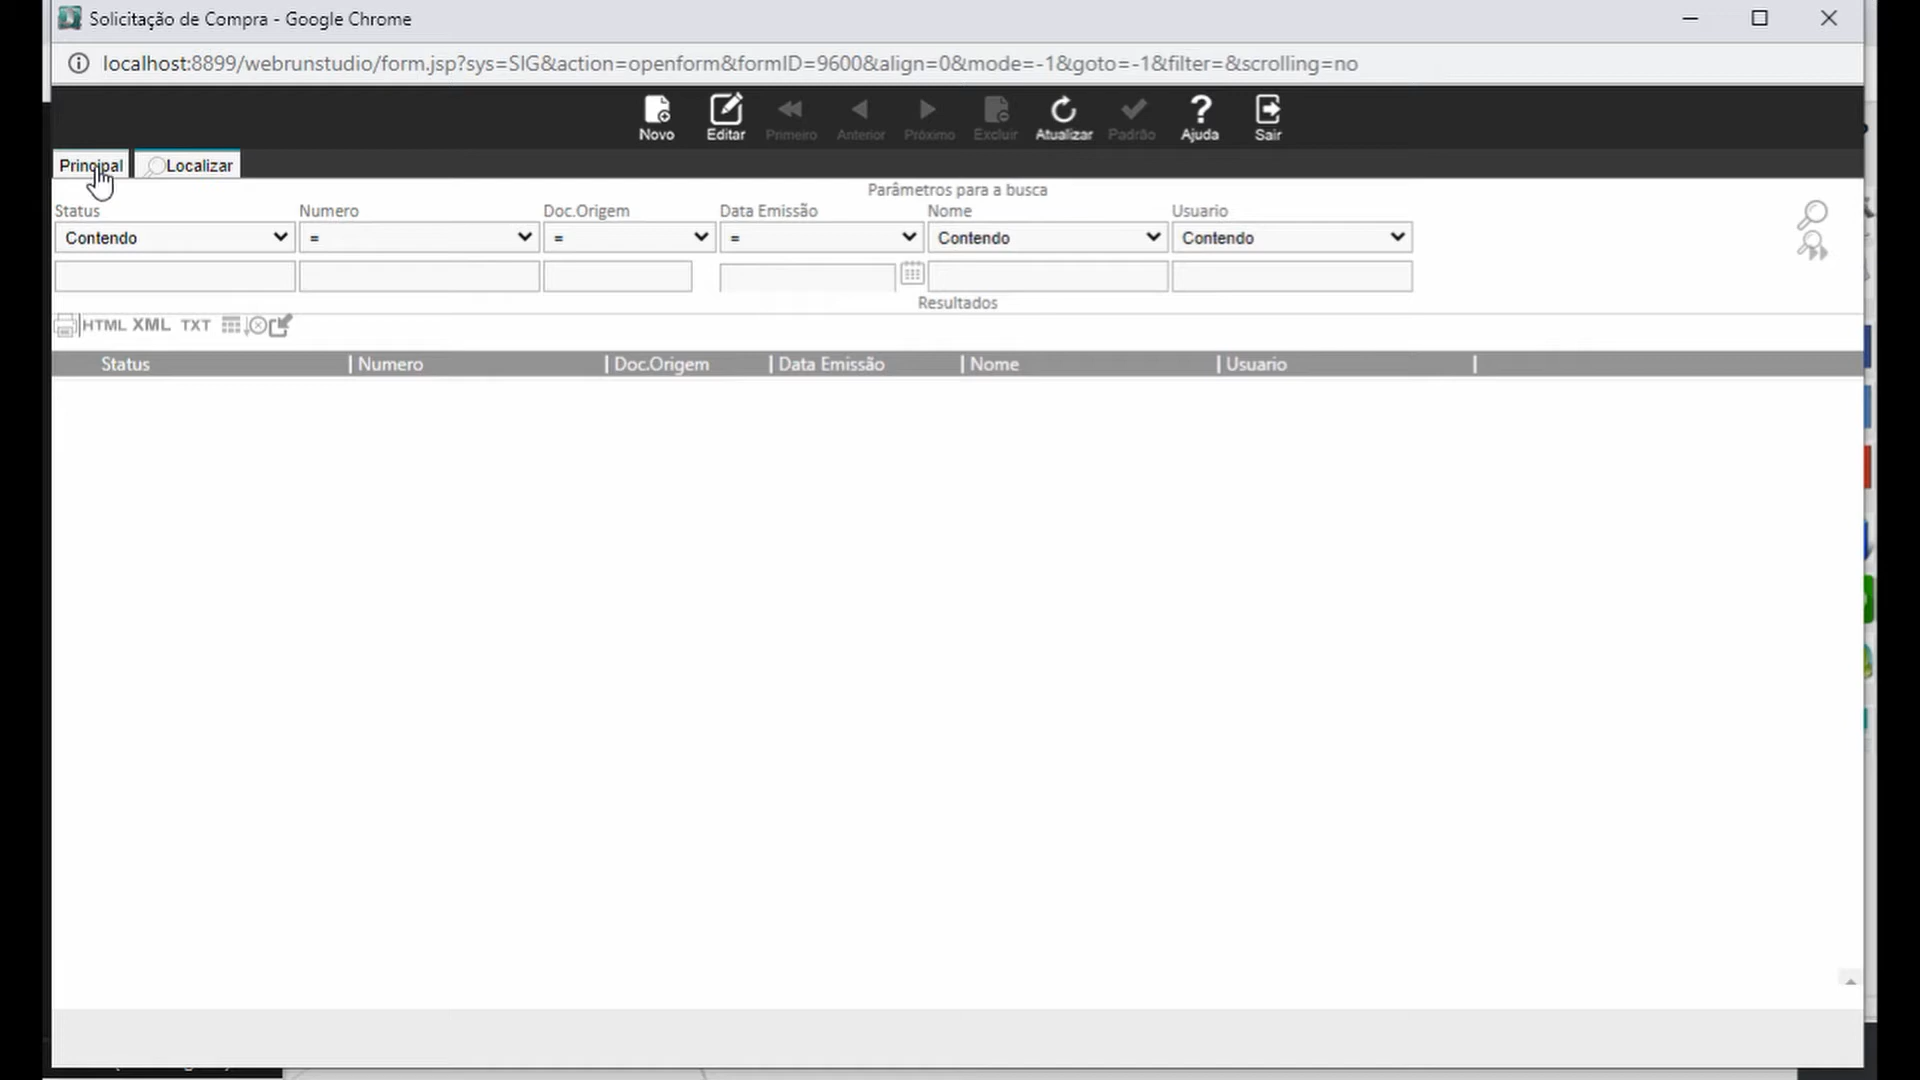 Solicitação de Compra - Google Chrome
localhost:8899/webrunstudio/form.jsp?sys=SIG&action=openform&formID=9600&align=0&mode=-1&goto=-1&filter=&scrolling=no
Novo Editar Primeiro Anterior Próximo Excluir Atualizar Padrão Ajuda Sair
Principal Localizar
Parâmetros para a busca
Status Numero Doc.Origem Data Emissão Nome Usuario
Contendo = = = Contendo Contendo
Resultados
HTML XML TXT
Status Numero Doc.Origem Data Emissão Nome Usuario